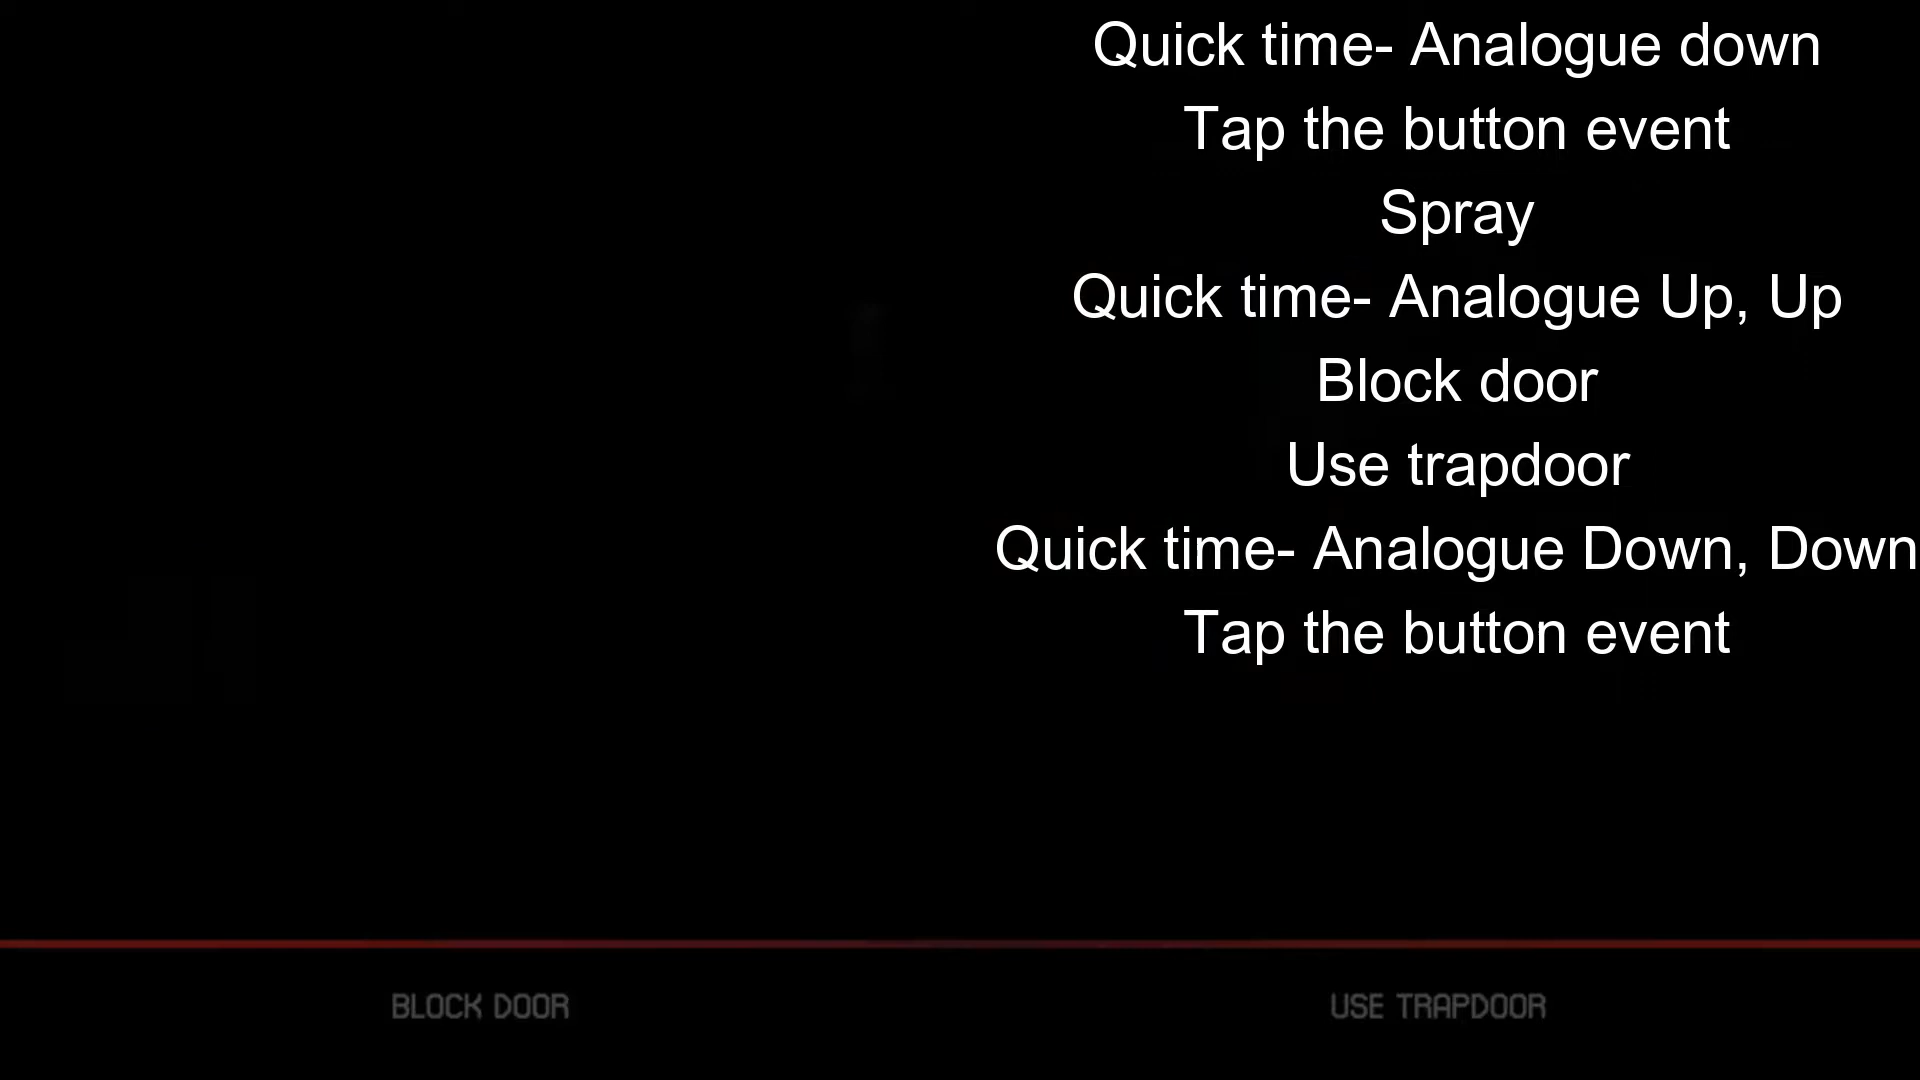 Quick time- Analogue down
Tap the button event
Spray
Quick time- Analogue Up, Up
Block door
Use trapdoor
Quick time- Analogue Down, Down
Tap the button event
BLOCK DOOR
USE TRAPDOOR